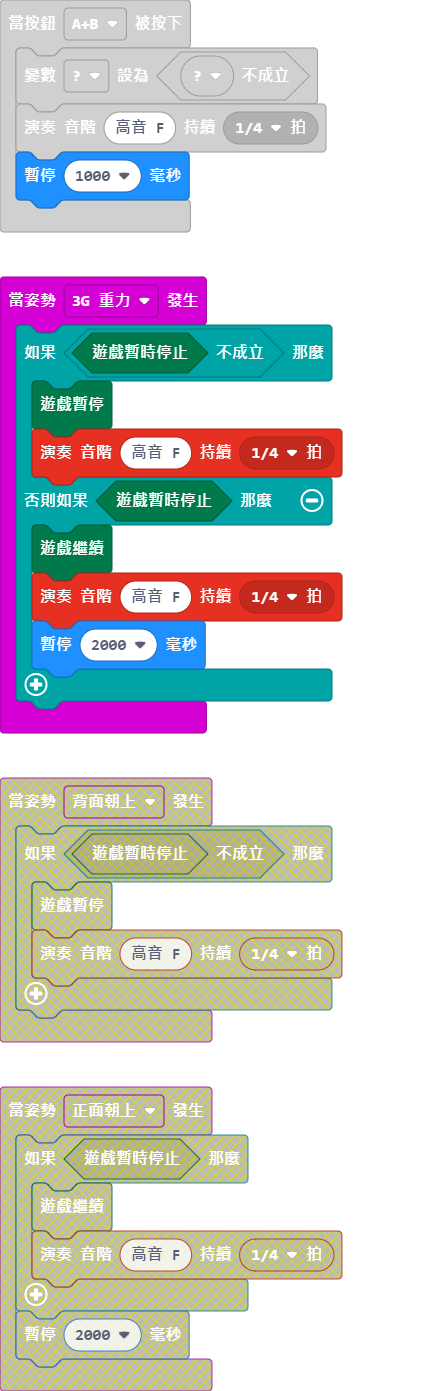 當按鈕 A+B 被按下
變數 ? 設為 ? 不成立
演奏 音階 高音 F 持續 1/4 拍
暫停 1000 毫秒
當姿勢 3G 重力 發生
如果 遊戲暫時停止 不成立 那麼
遊戲暫停
演奏 音階 高音 F 持續 1/4 拍
否則如果 遊戲暫時停止 那麼
遊戲繼續
演奏 音階 高音 F 持續 1/4 拍
暫停 2000 毫秒
當姿勢 背面朝上 發生
如果 遊戲暫時停止 不成立 那麼
遊戲暫停
演奏 音階 高音 F 持續 1/4 拍
當姿勢 正面朝上 發生
如果 遊戲暫時停止 那麼
遊戲繼續
演奏 音階 高音 F 持續 1/4 拍
暫停 2000 毫秒